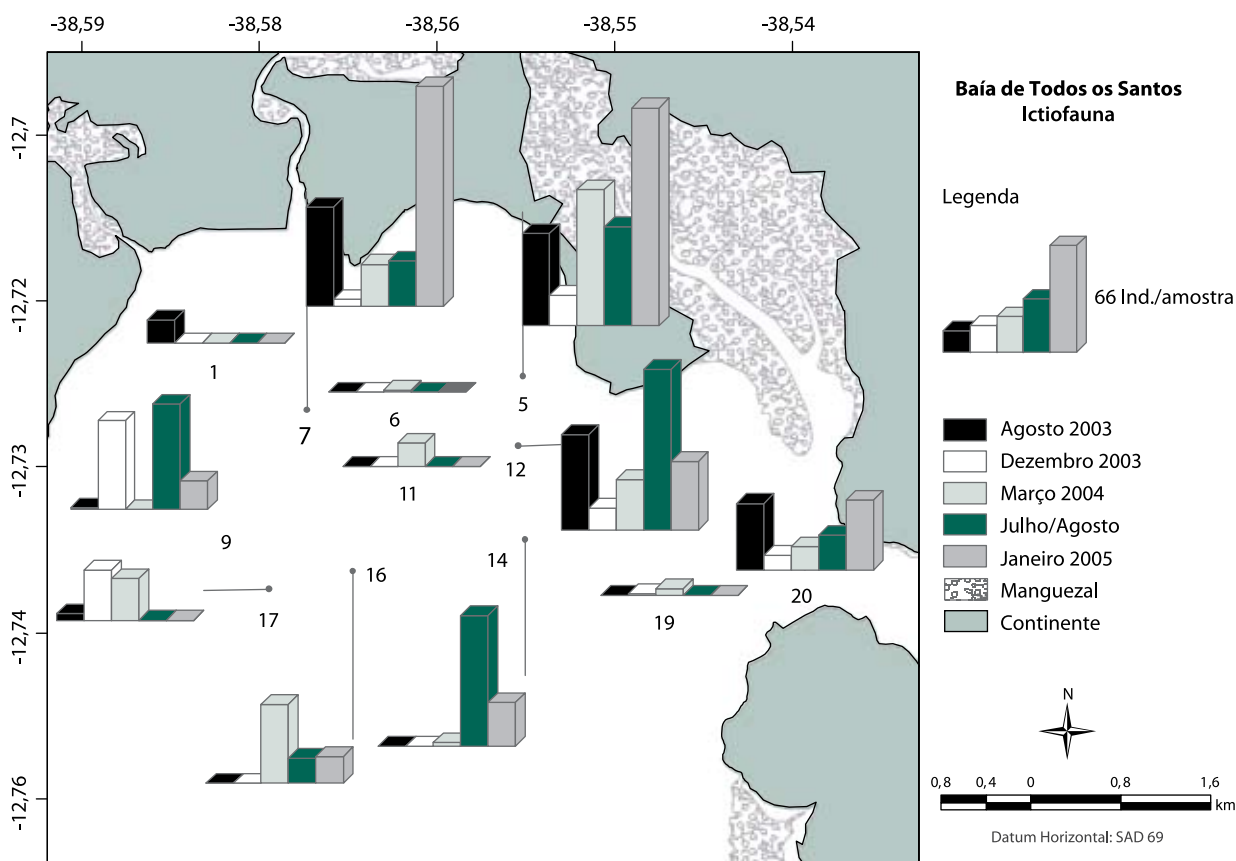 -38,59 -38,58 -38,56 -38,55 -38,54
-12,7
-12,72
-12,73
-12,74
-12,76
1
6
5
7
11
12
9
14
16
17
19
20
Baía de Todos os Santos
Ictiofauna
Legenda
66 Ind./amostra
Agosto 2003
Dezembro 2003
Março 2004
Julho/Agosto
Janeiro 2005
Manguezal
Continente
N
0,8 0,4 0 0,8 1,6
km
Datum Horizontal: SAD 69